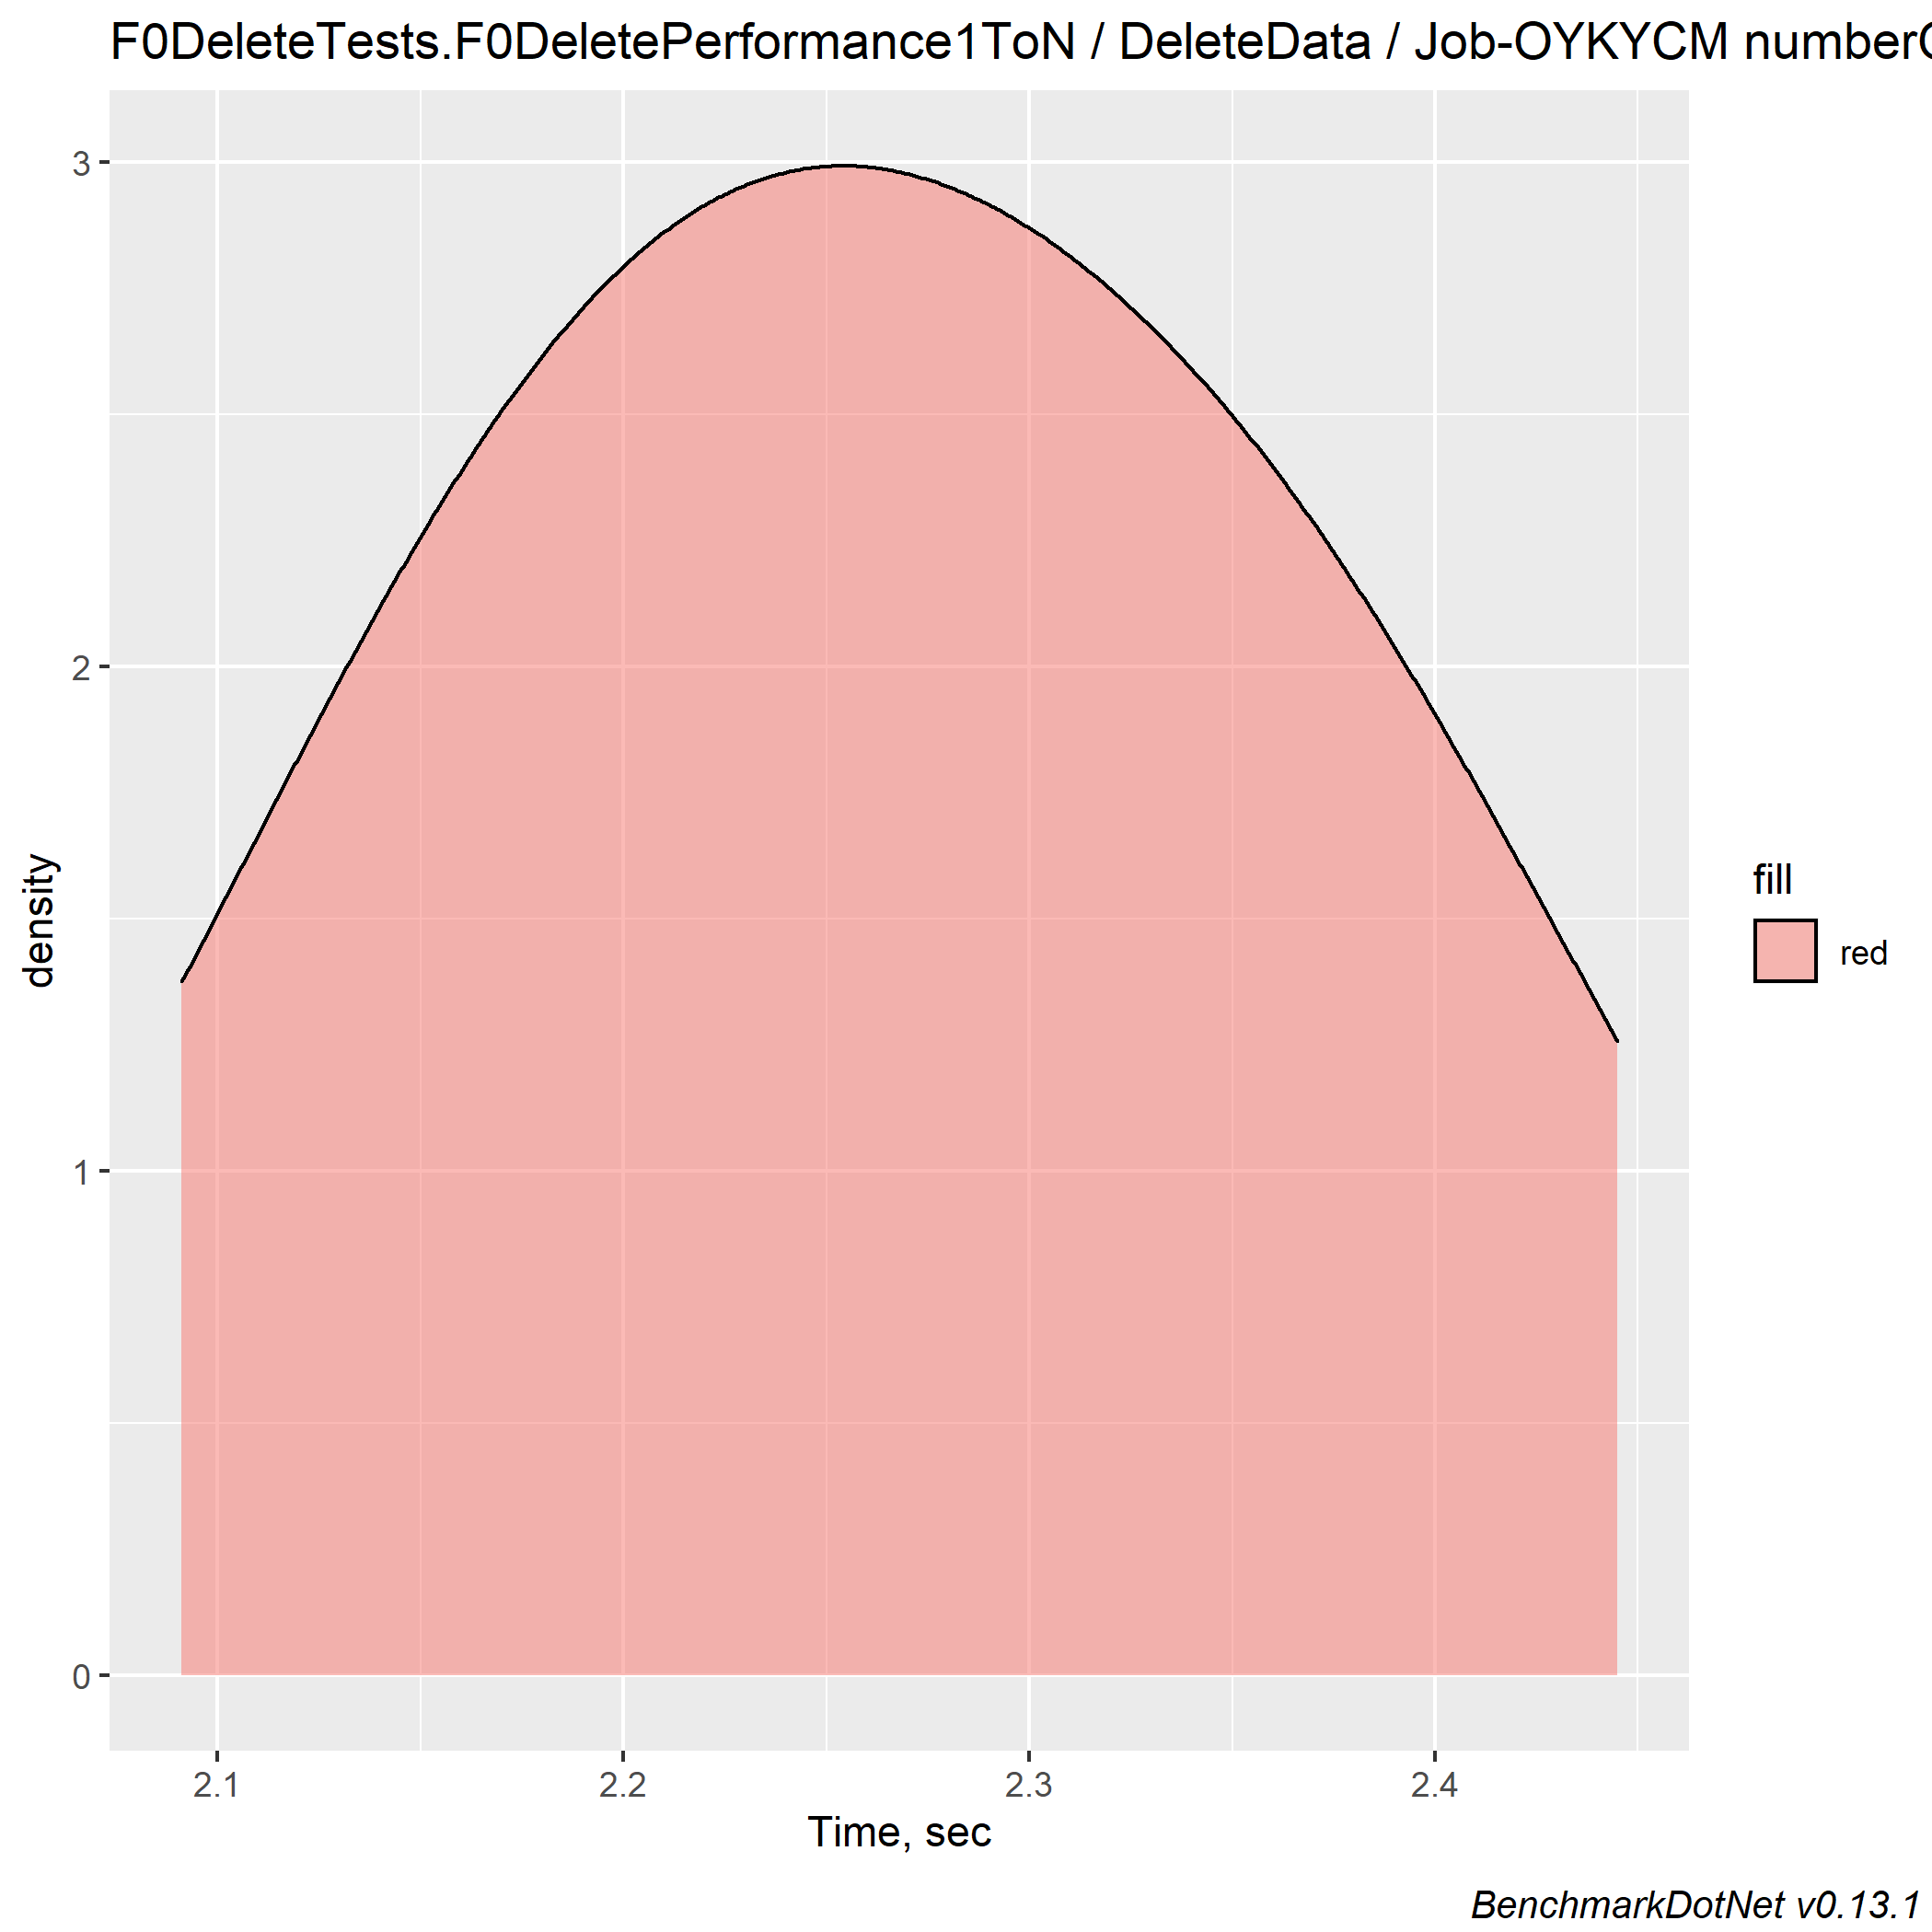 F0DeleteTests.F0DeletePerformance1ToN / DeleteData / Job-OYKYCM
3
2
1
0
density
2.1 2.2 2.3 2.4
Time, sec
fill
red
BenchmarkDotNet v0.13.1